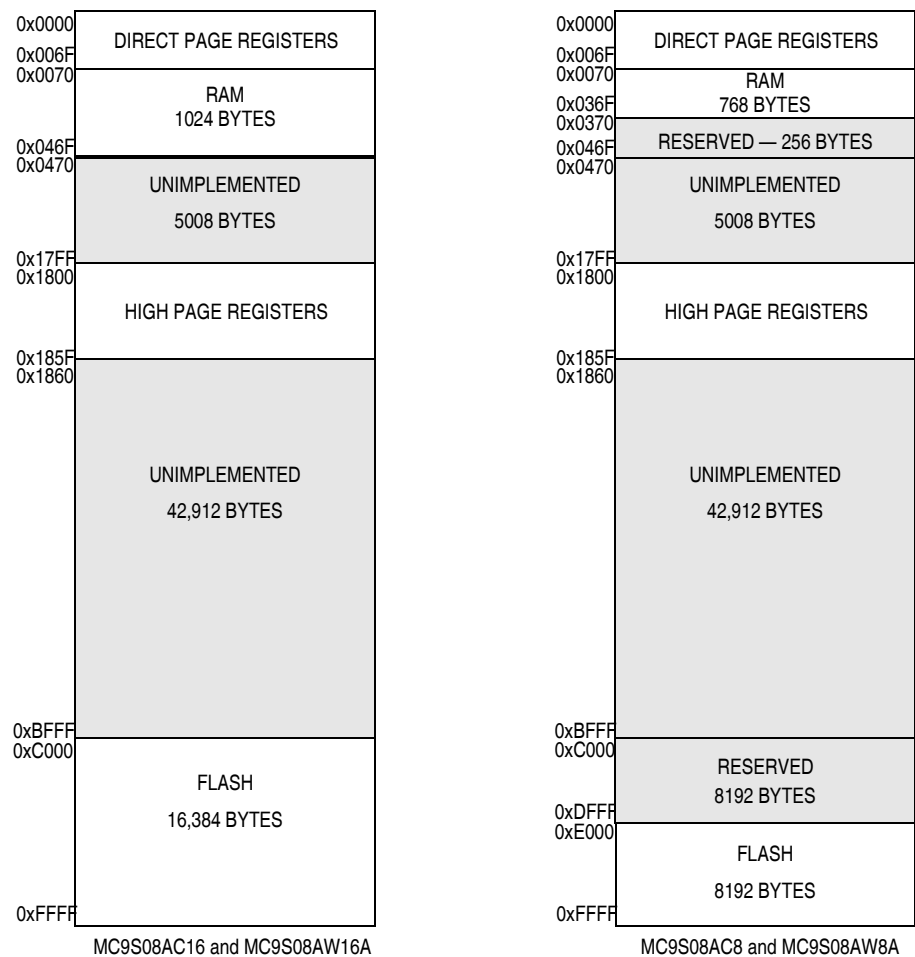 0x0000
DIRECT PAGE REGISTERS
0x006F
0x0070
RAM
1024 BYTES
0x046F
0x0470
UNIMPLEMENTED
5008 BYTES
0x17FF
0x1800
HIGH PAGE REGISTERS
0x185F
0x1860
UNIMPLEMENTED
42,912 BYTES
0xBFFF
0xC000
FLASH
16,384 BYTES
0xFFFF
MC9S08AC16 and MC9S08AW16A
0x0000
DIRECT PAGE REGISTERS
0x006F
0x0070
RAM
768 BYTES
0x036F
0x0370
RESERVED — 256 BYTES
0x046F
0x0470
UNIMPLEMENTED
5008 BYTES
0x17FF
0x1800
HIGH PAGE REGISTERS
0x185F
0x1860
UNIMPLEMENTED
42,912 BYTES
0xBFFF
0xC000
RESERVED
8192 BYTES
0xDFFF
0xE000
FLASH
8192 BYTES
0xFFFF
MC9S08AC8 and MC9S08AW8A